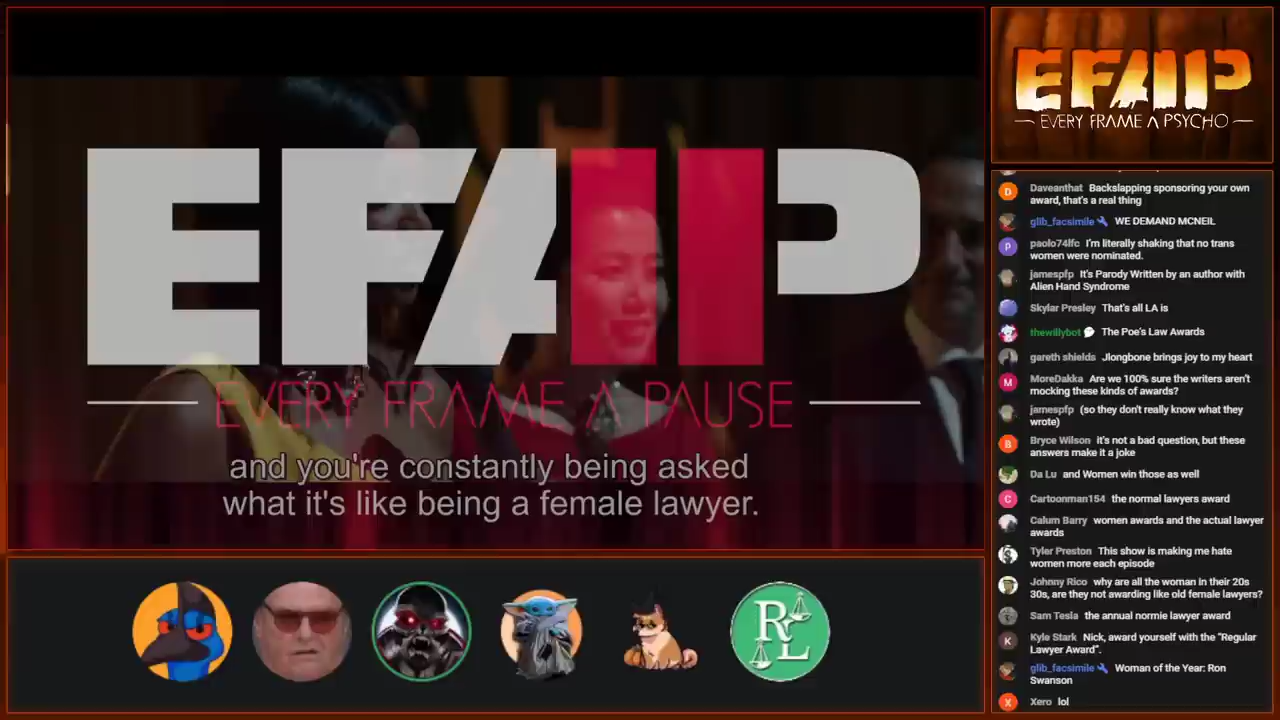 EFAP
EVERY FRAME A PAUSE
and you're constantly being asked
what it's like being a female lawyer.
RL
EFAP
EVERY FRAME A PSYCHO
Daveanthat Backslapping sponsoring your own
award, that's a real thing
glib_facsimile WE DEMAND MCNEIL
paolo74lfc I'm literally shaking that no trans
women were nominated.
jamespfp It's Parody Written by an author with
Alien Hand Syndrome
Skylar Presley That's all LA is
thewillybot The Poe's Law Awards
gareth shields Jlongbone brings joy to my heart
MoreDakka Are we 100% sure the writers aren't
mocking these kinds of awards?
jamespfp (so they don't really know what they
wrote)
Bryce Wilson it's not a bad question, but these
answers make it a joke
Da Lu and Women win those as well
Cartoonman154 the normal lawyers award
Calum Barry women awards and the actual lawyer
awards
Tyler Preston This show is making me hate
women more each episode
Johnny Rico why are all the woman in their 20s
30s, are they not awarding like old female lawyers?
Sam Tesla the annual normie lawyer award
Kyle Stark Nick, award yourself with the "Regular
Lawyer Award".
glib_facsimile Woman of the Year: Ron
Swanson
Xero lol